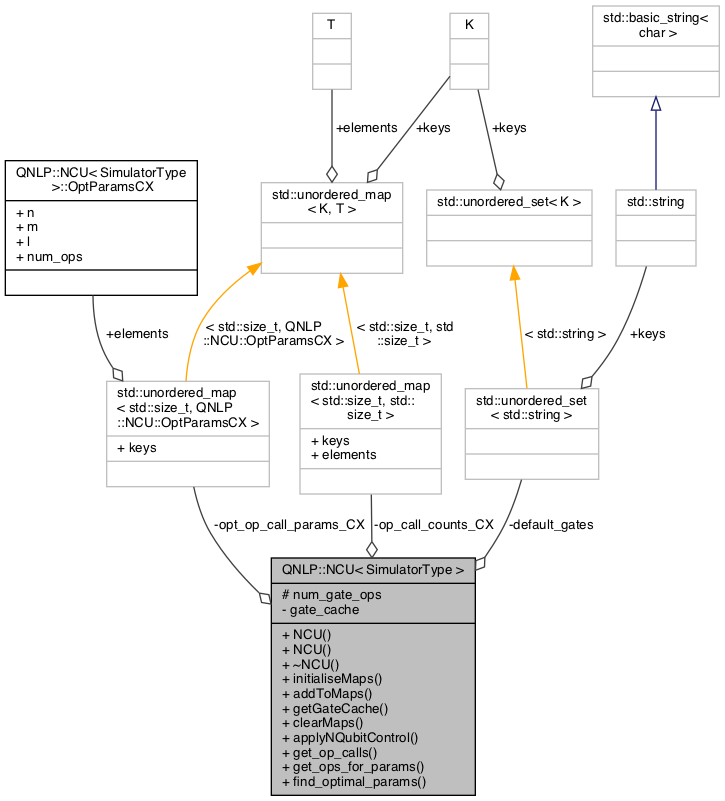 T
K
std::basic_string<
char >
+elements
+keys
+keys
QNLP::NCU< SimulatorType
>::OptParamsCX
+ n
+ m
+ l
+ num_ops
std::unordered_map
< K, T >
std::unordered_set< K >
std::string
+elements
< std::size_t, QNLP
::NCU::OptParamsCX >
< std::size_t, std
::size_t >
< std::string >
+keys
std::unordered_map
< std::size_t, QNLP
::NCU::OptParamsCX >
+ keys
std::unordered_map
< std::size_t, std::
size_t >
+ keys
+ elements
std::unordered_set
< std::string >
-opt_op_call_params_CX
-op_call_counts_CX
-default_gates
QNLP::NCU< SimulatorType >
# num_gate_ops
- gate_cache
+ NCU()
+ NCU()
+ ~NCU()
+ initialiseMaps()
+ addToMaps()
+ getGateCache()
+ clearMaps()
+ applyNQubitControl()
+ get_op_calls()
+ get_ops_for_params()
+ find_optimal_params()